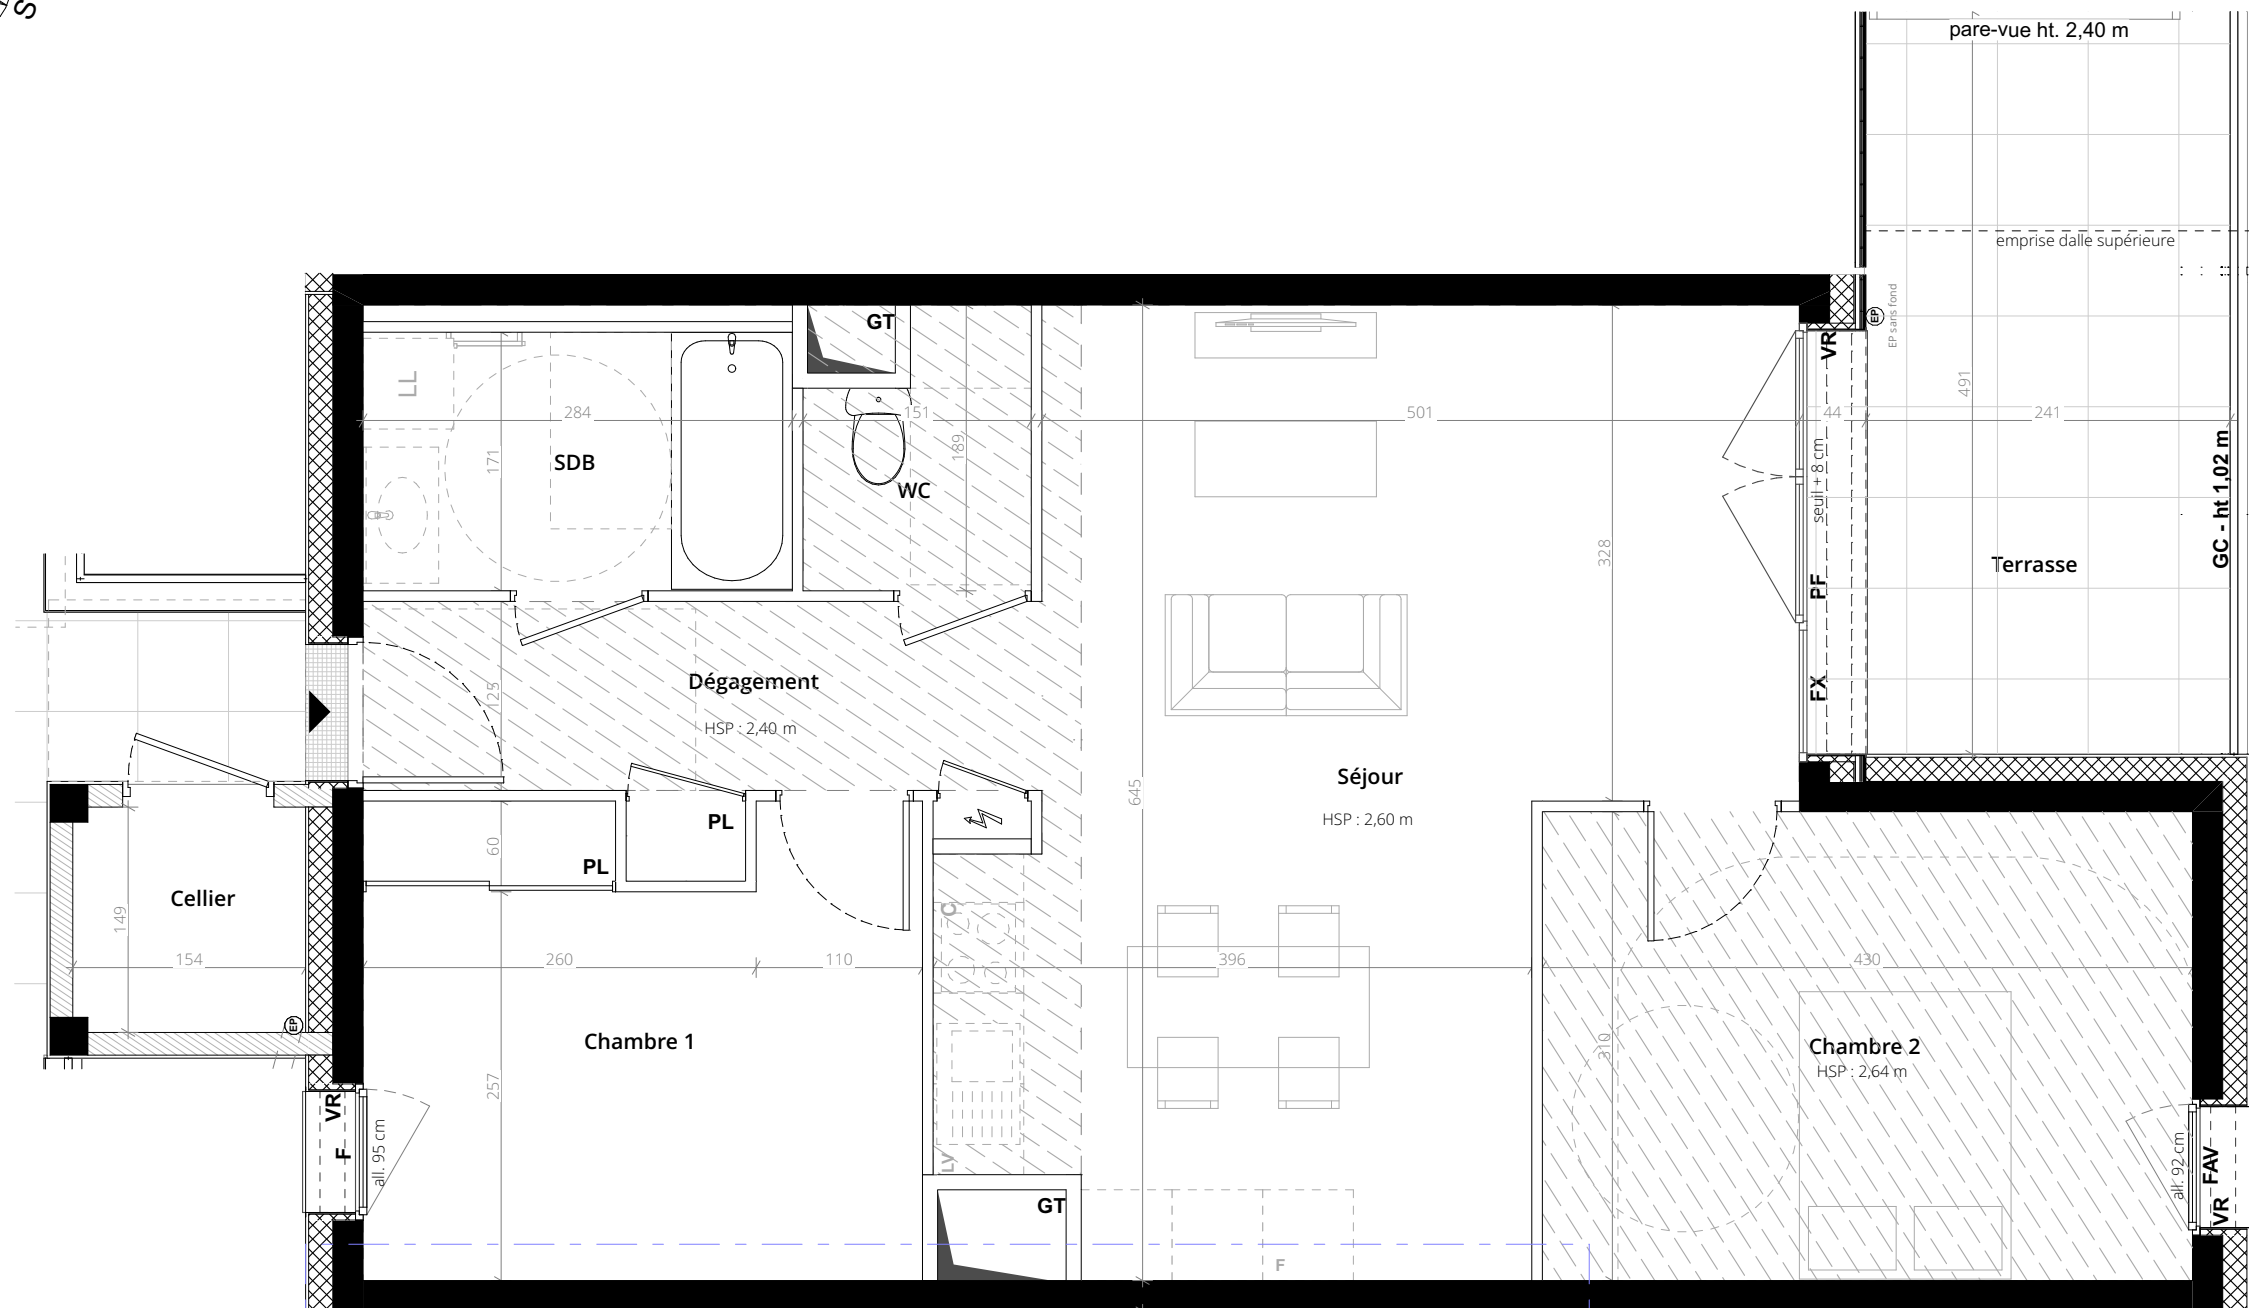 S
pare-vue ht. 2,40 m
emprise dalle supérieure
EP
EP sans fond
GT
VR
LL
284
151
501
44
241
491
171
189
SDB
WC
seuil + 8 cm
GC - ht 1,02 m
328
PF
Terrasse
FX
Dégagement
HSP : 2,40 m
125
Séjour
HSP : 2,60 m
645
PL
PL
60
Cellier
149
154
260
110
C
396
430
EP
Chambre 1
257
310
Chambre 2
HSP : 2,64 m
VR
F
all. 95 cm
LV
GT
F
all. 92 cm
FAV
VR